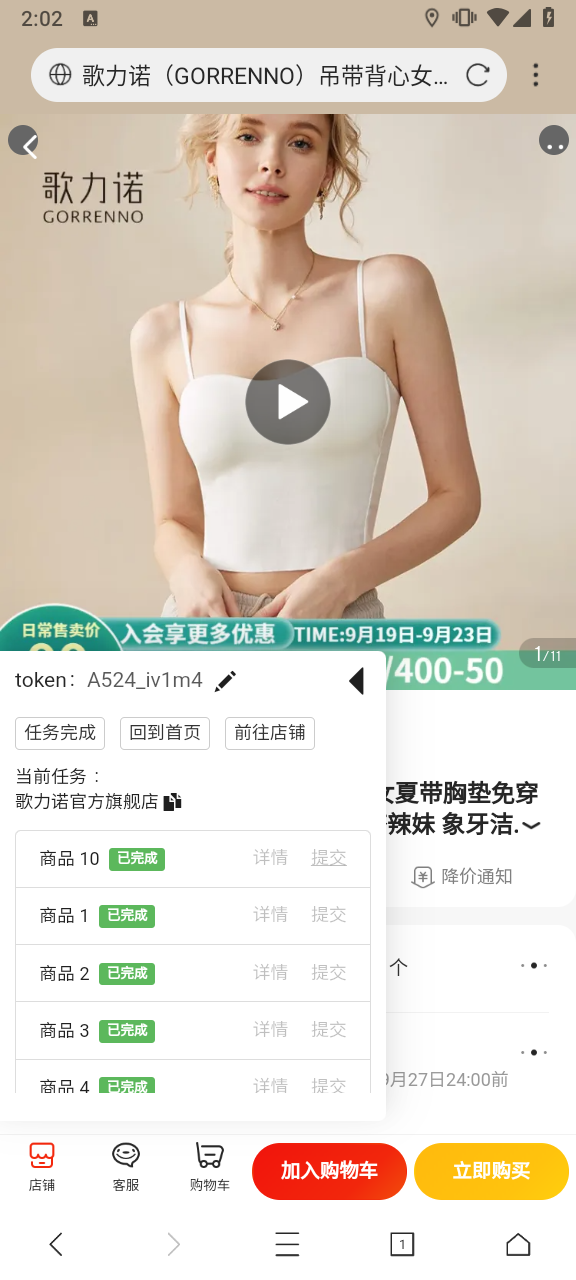 2:02
A
歌力诺（GORRENNO）吊带背心女...
歌力诺
GORRENNO
日常售卖价
入会享更多优惠
TIME:9月19日-9月23日
1/11
/400-50
token： A524_iv1m4
任务完成
回到首页
前往店铺
当前任务：
歌力诺官方旗舰店
女夏带胸垫免穿
辣妹 象牙洁.
降价通知
商品 10 已完成 详情 提交
商品 1 已完成 详情 提交
个
商品 2 已完成 详情 提交
商品 3 已完成 详情 提交
9月27日24:00前
商品 4 已完成 详情 提交
店铺
客服
购物车
加入购物车
立即购买
1